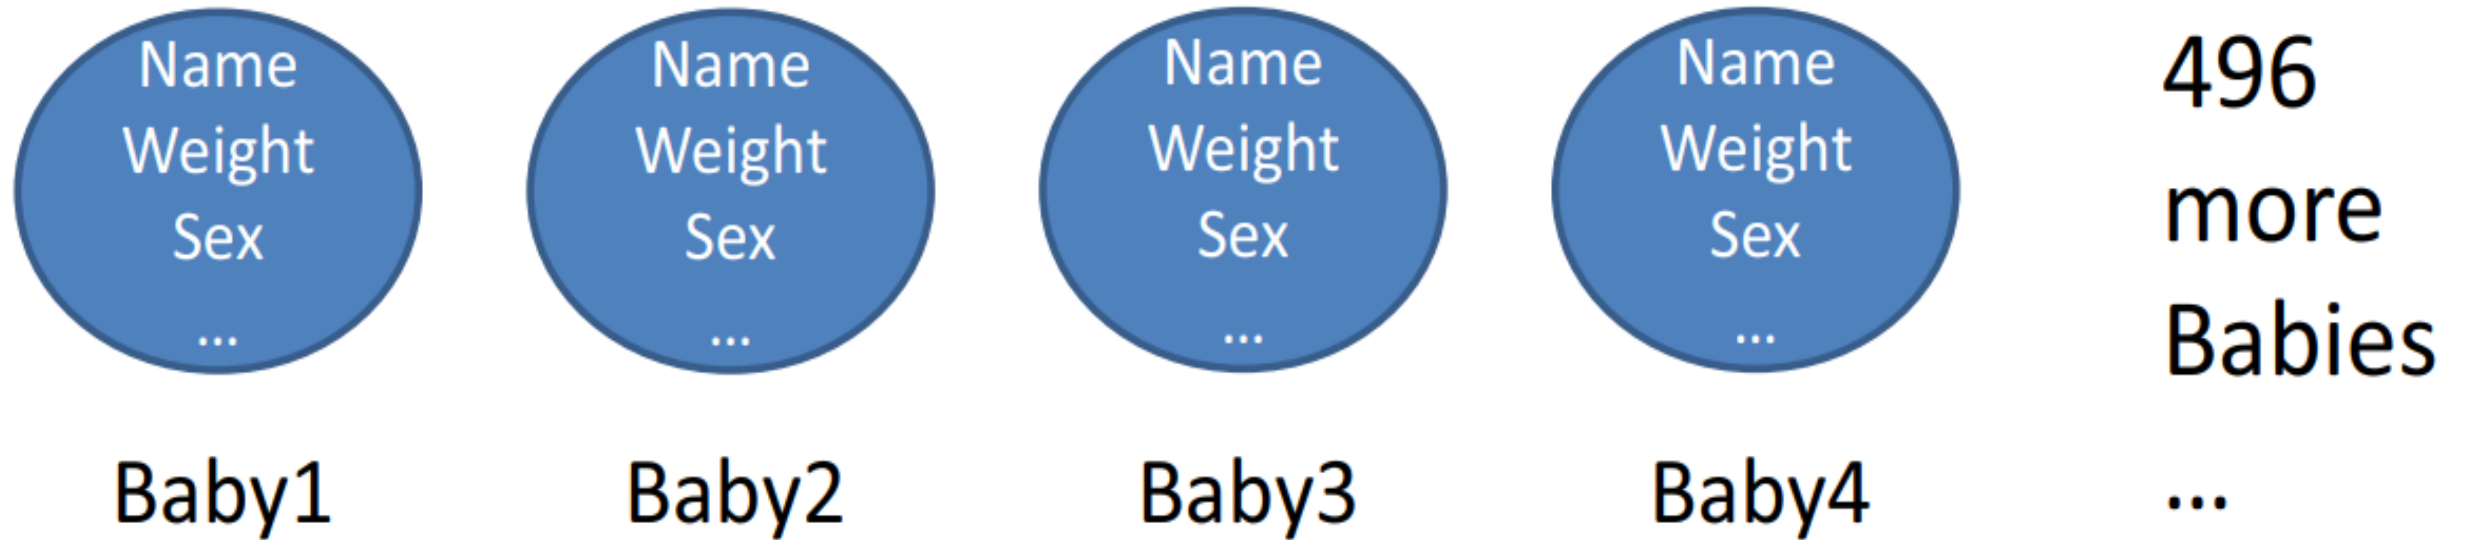 Name
Weight
Sex
...
Baby1
Name
Weight
Sex
...
Baby2
Name
Weight
Sex
...
Baby3
Name
Weight
Sex
...
Baby4
496
more
Babies
...